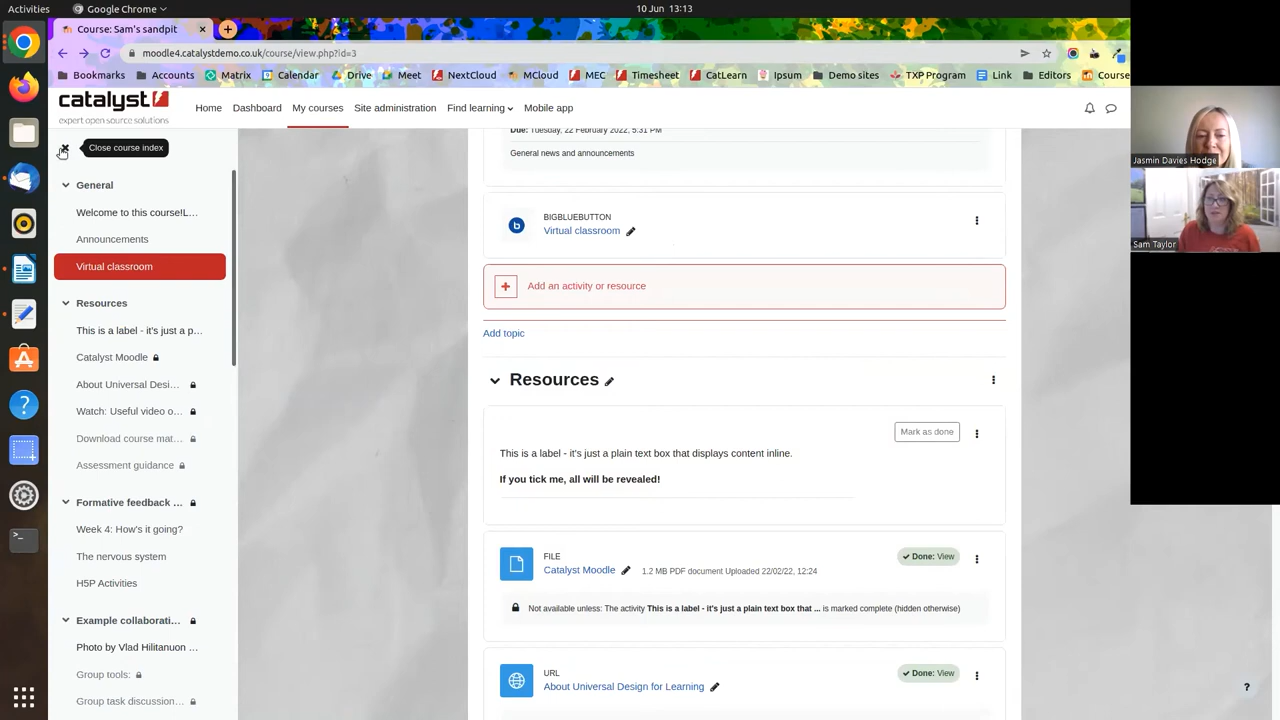 Activities
Google Chrome
10 Jun 13:13
Course: Sam's sandpit
moodle4.catalystdemo.co.uk/course/view.php?id=3
Bookmarks Accounts Matrix Calendar Drive Meet NextCloud MCloud MEC Timesheet CatLearn Ipsum Demo sites TXP Program Link Editors Course
catalyst
expert open source solutions
Home Dashboard My courses Site administration Find learning Mobile app
Close course index
General
Welcome to this course!L...
Announcements
Virtual classroom
Resources
This is a label - it's just a p...
Catalyst Moodle
About Universal Desi...
Watch: Useful video o...
Download course mat...
Assessment guidance
Formative feedback ...
Week 4: How's it going?
The nervous system
H5P Activities
Example collaborati...
Photo by Vlad Hilitanuon ...
Group tools:
Group task discussion...
Due: Tuesday, 22 February 2022, 5:31 PM
General news and announcements
BIGBLUEBUTTON
Virtual classroom
Add an activity or resource
Add topic
Resources
Mark as done
This is a label - it's just a plain text box that displays content inline.
If you tick me, all will be revealed!
FILE
Catalyst Moodle
1.2 MB PDF document Uploaded 22/02/22, 12:24
Done: View
Not available unless: The activity This is a label - it's just a plain text box that ... is marked complete (hidden otherwise)
URL
About Universal Design for Learning
Done: View
Jasmin Davies Hodge
Sam Taylor